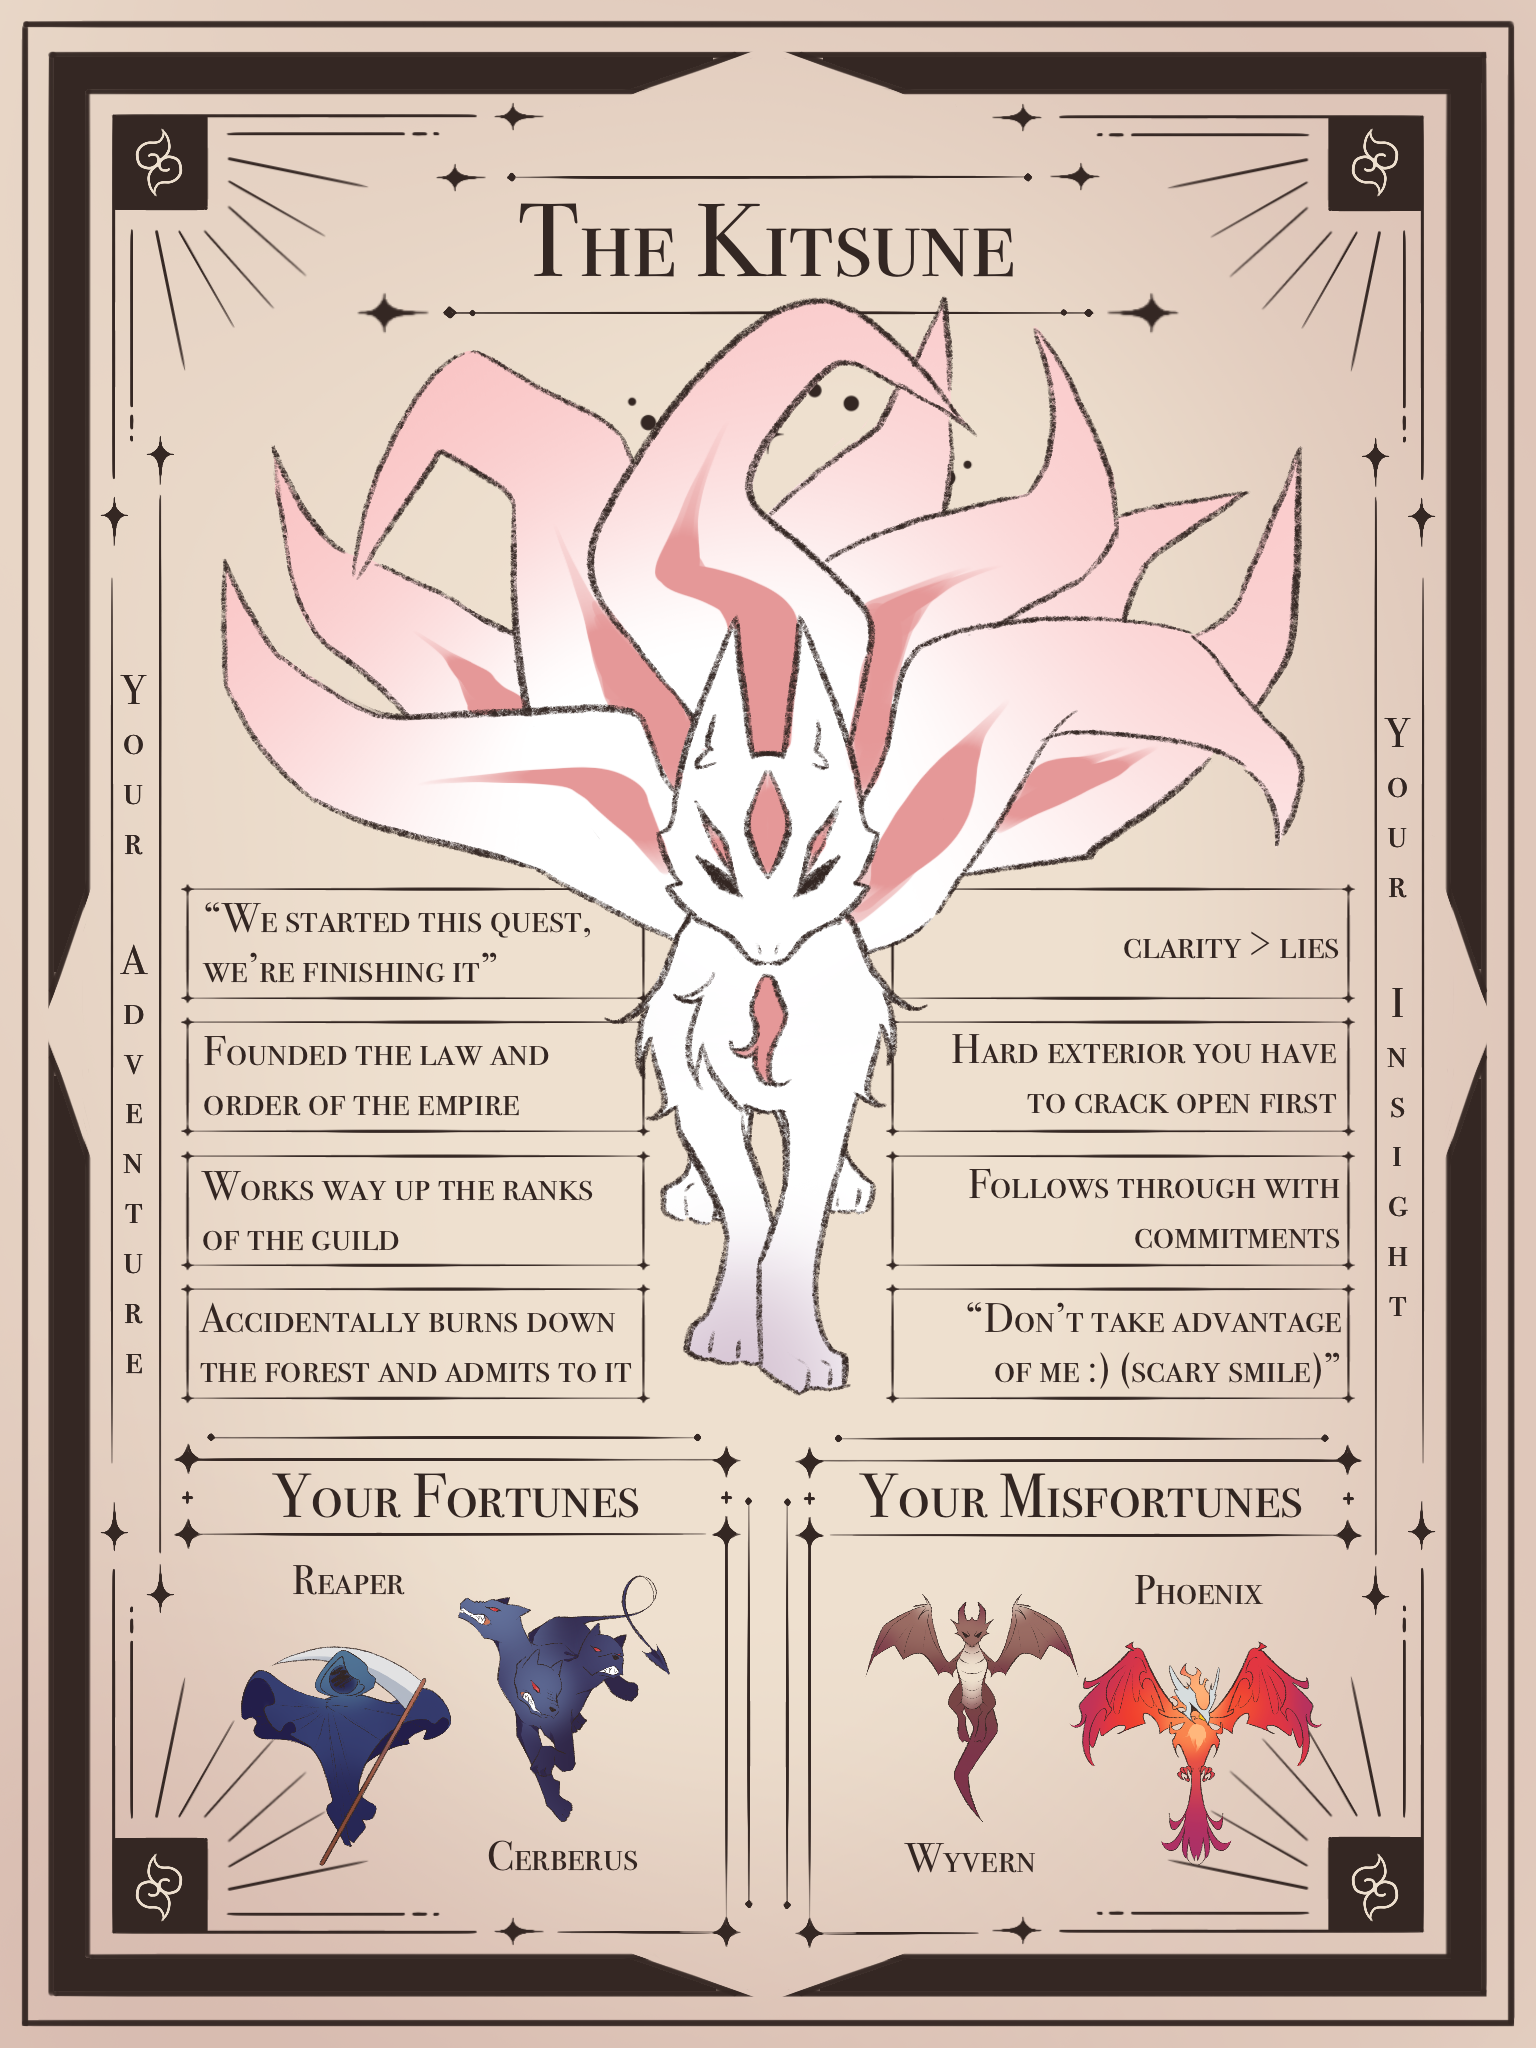 The Kitsune
Your Adventure
"We started this quest,
we're finishing it"
Founded the law and
order of the empire
Works way up the ranks
of the guild
Accidentally burns down
the forest and admits to it
Your Insight
clarity > lies
Hard exterior you have
to crack open first
Follows through with
commitments
"Don't take advantage
of me :) (scary smile)"
Your Fortunes
Reaper
Cerberus
Your Misfortunes
Phoenix
Wyvern